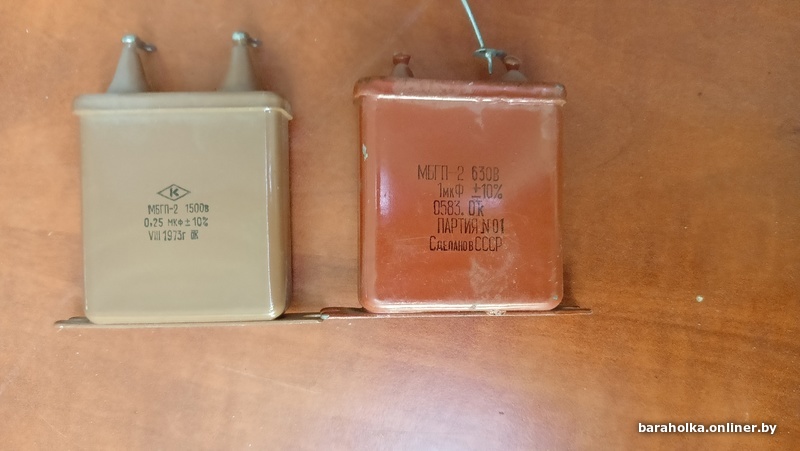 К
МБГП-2 1500в
0,25 мкФ ±10%
VIII 1973г ОК
МБГП-2 630В
1мкФ ±10%
0583. ОК
ПАРТИЯ №01
СДЕЛАНО В СССР
baraholka.onliner.by